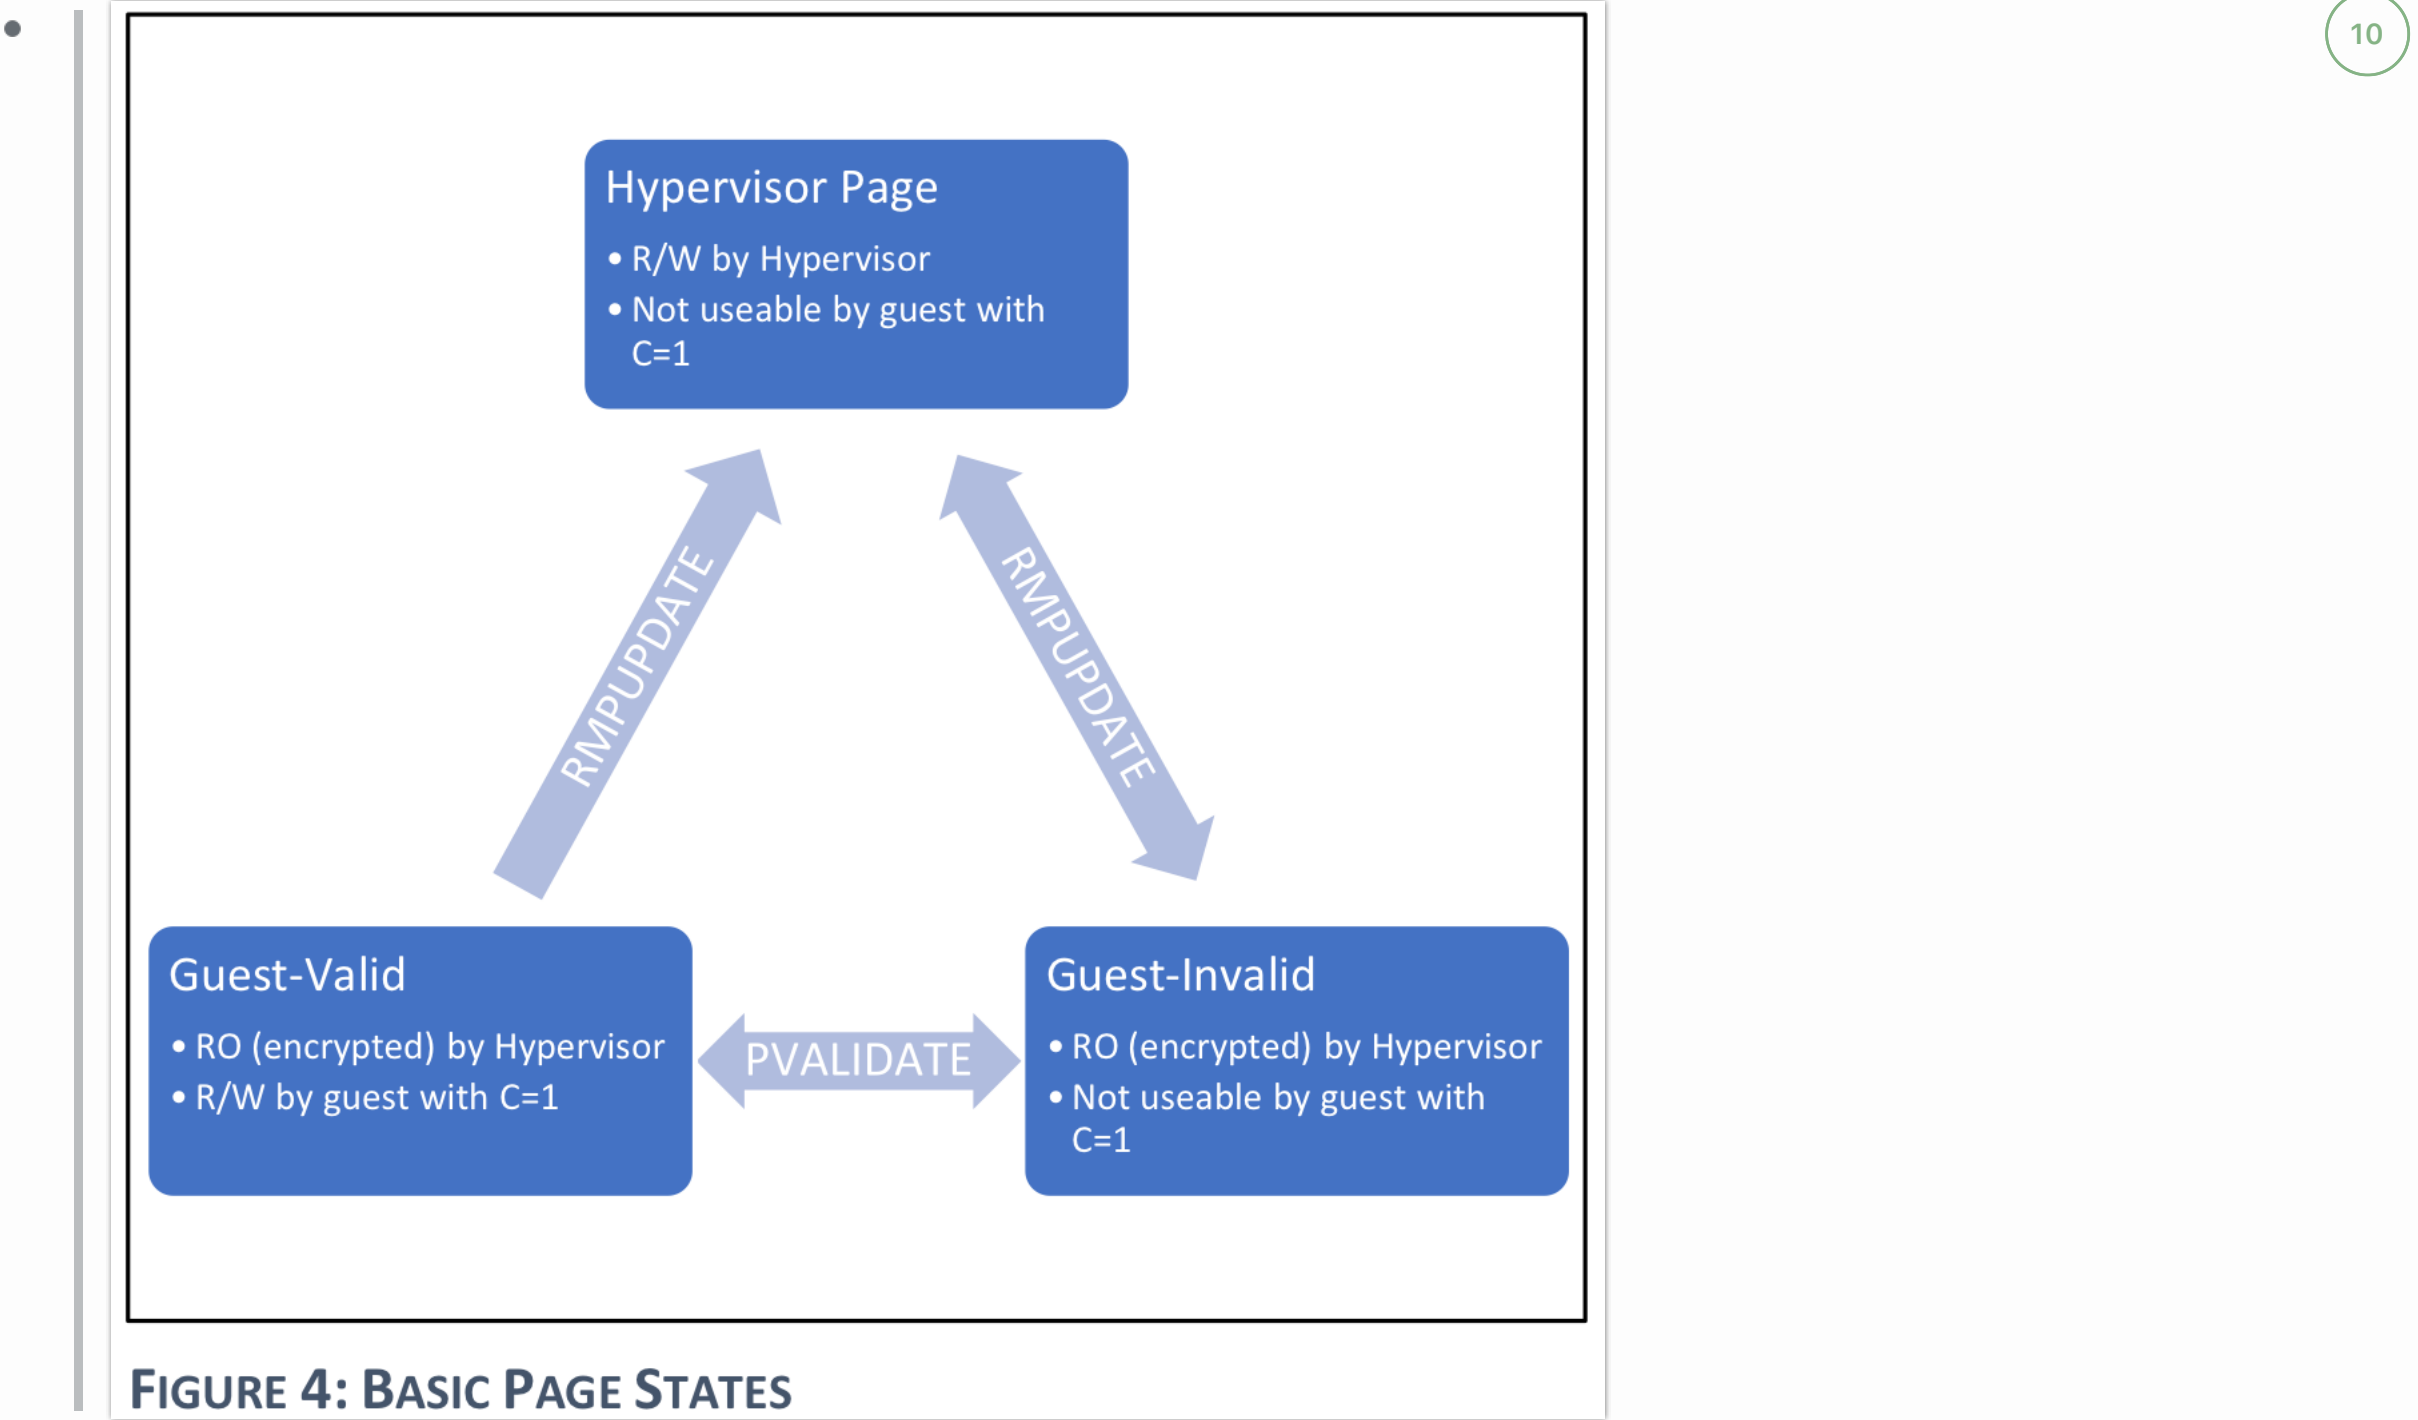 10
Hypervisor Page
• R/W by Hypervisor
• Not useable by guest with
C=1
RMPUPDATE
RMPUPDATE
Guest-Valid
• RO (encrypted) by Hypervisor
• R/W by guest with C=1
PVALIDATE
Guest-Invalid
• RO (encrypted) by Hypervisor
• Not useable by guest with
C=1
FIGURE 4: BASIC PAGE STATES